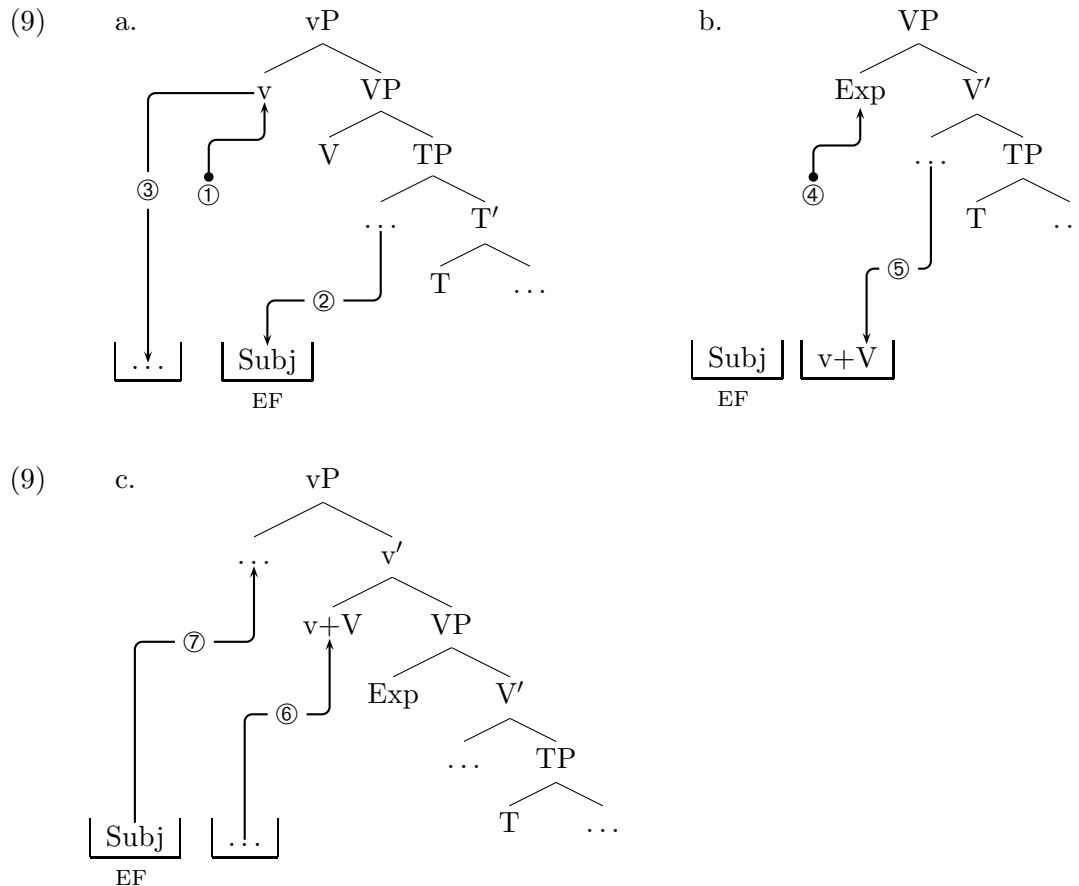 (9) a. vP b. VP
v VP Exp V′
③ ① V TP ④ . . . TP
. . . T′ T . .
② T . . . ⑤
. . . Subj Subj v+V
EF EF
(9) c. vP
. . . v′
⑦ v+V VP
⑥ Exp V′
. . . TP
Subj . . . T . . .
EF